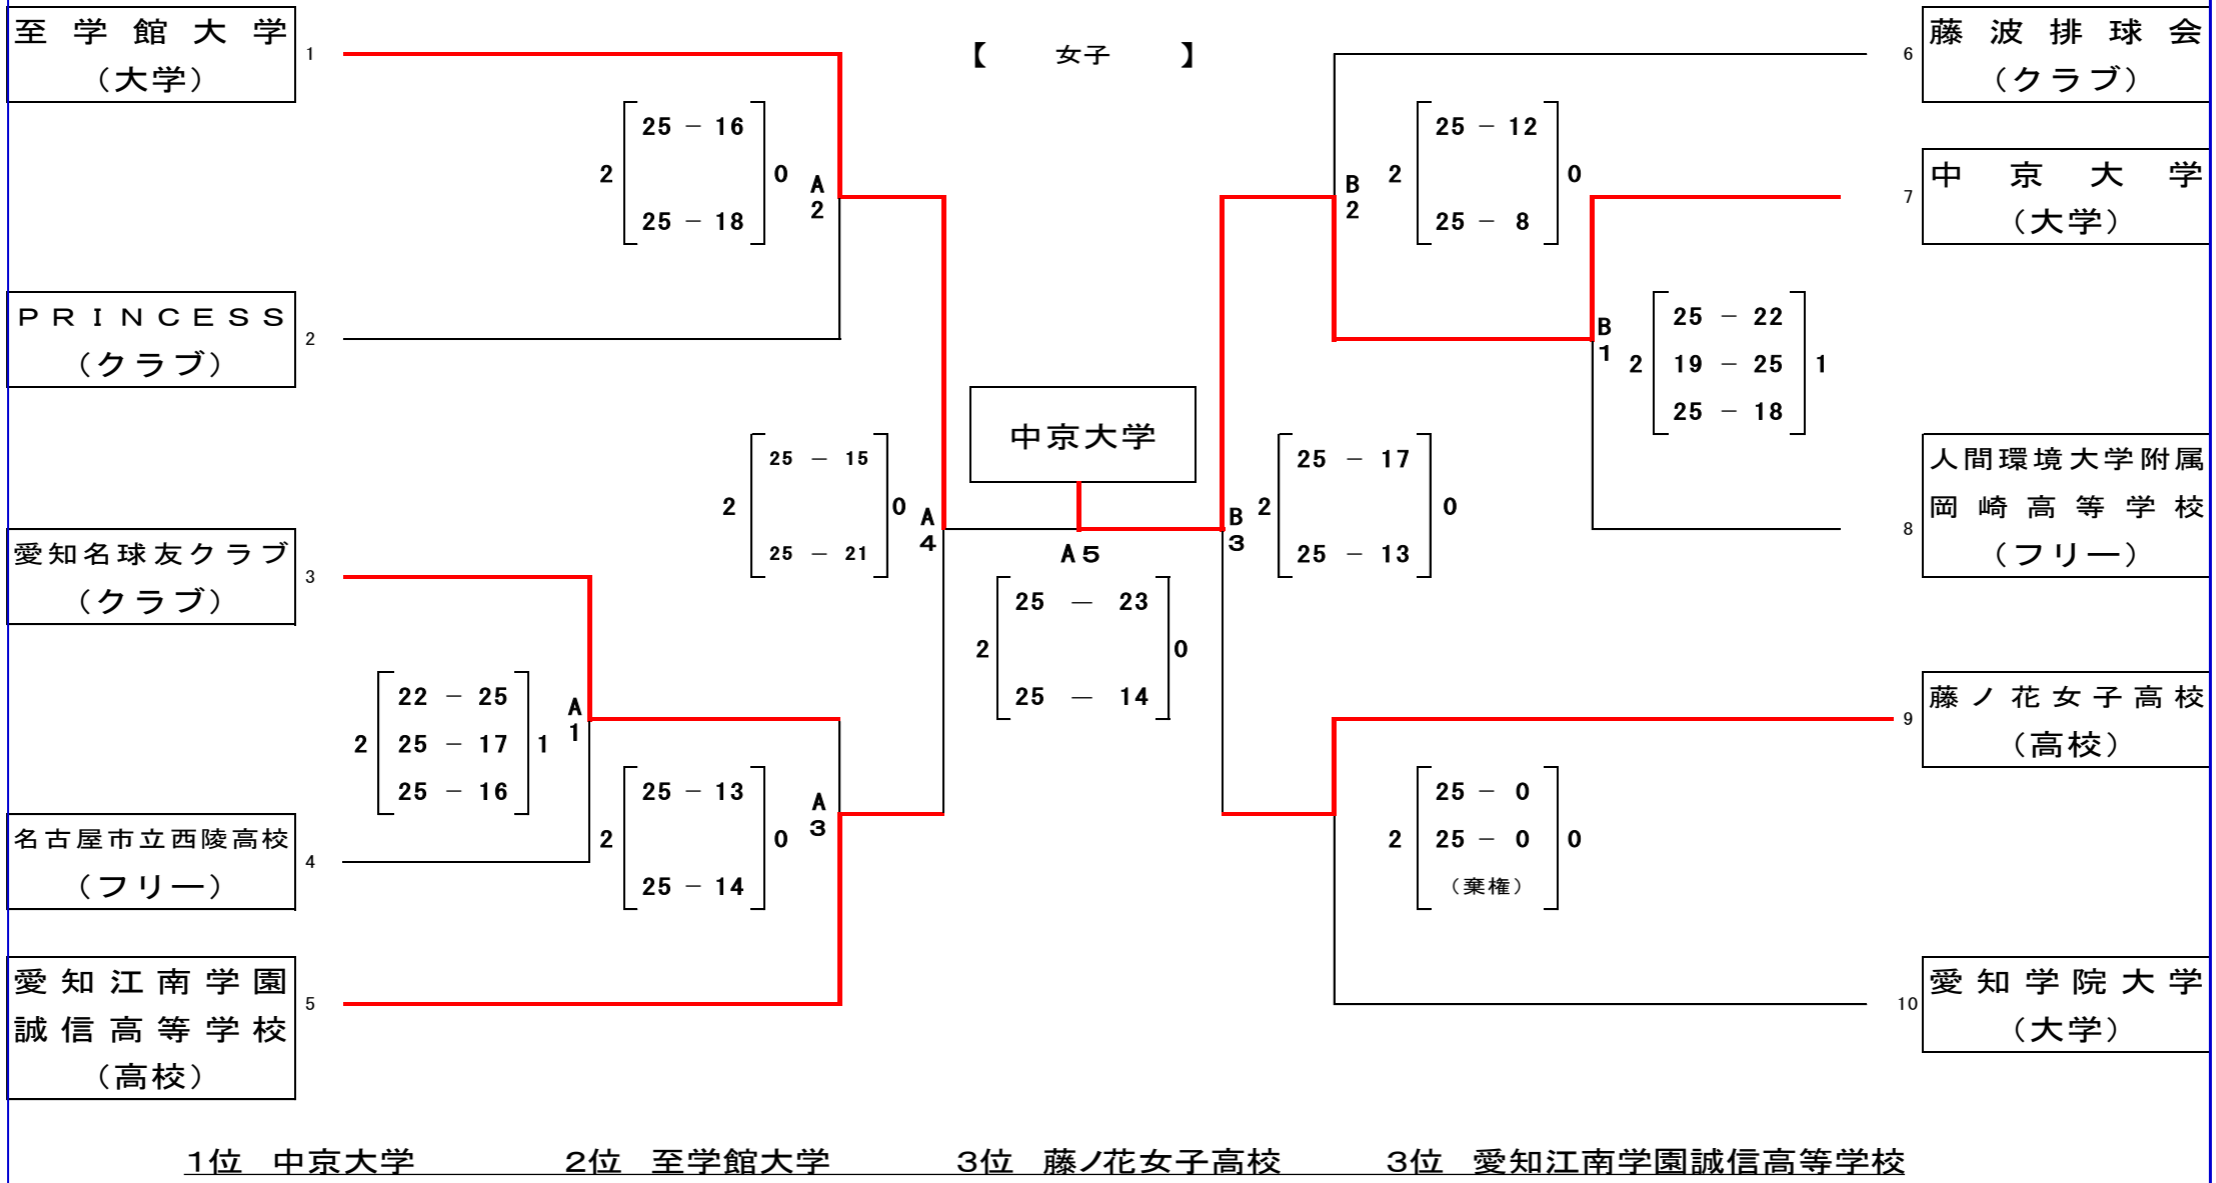 【 女子 】
至学館大学
（大学）
1
PRINCESS
（クラブ）
2
愛知名球友クラブ
（クラブ）
3
名古屋市立西陵高校
（フリー）
4
愛知江南学園
誠信高等学校
（高校）
5
2 25 － 16 0
25 － 18
A2
2 22 － 25 1
25 － 17
25 － 16
A1
2 25 － 13 0
25 － 14
A3
2 25 － 15 0
25 － 21
A4
中京大学
A5
2 25 － 23 0
25 － 14
B3
2 25 － 17 0
25 － 13
B2
2 25 － 12 0
25 － 8
B1
2 25 － 22 1
19 － 25
25 － 18
2 25 － 0 0
25 － 0
（棄権）
6
藤波排球会
（クラブ）
7
中京大学
（大学）
8
人間環境大学附属
岡崎高等学校
（フリー）
9
藤ノ花女子高校
（高校）
10
愛知学院大学
（大学）
1位 中京大学 2位 至学館大学 3位 藤ノ花女子高校 3位 愛知江南学園誠信高等学校